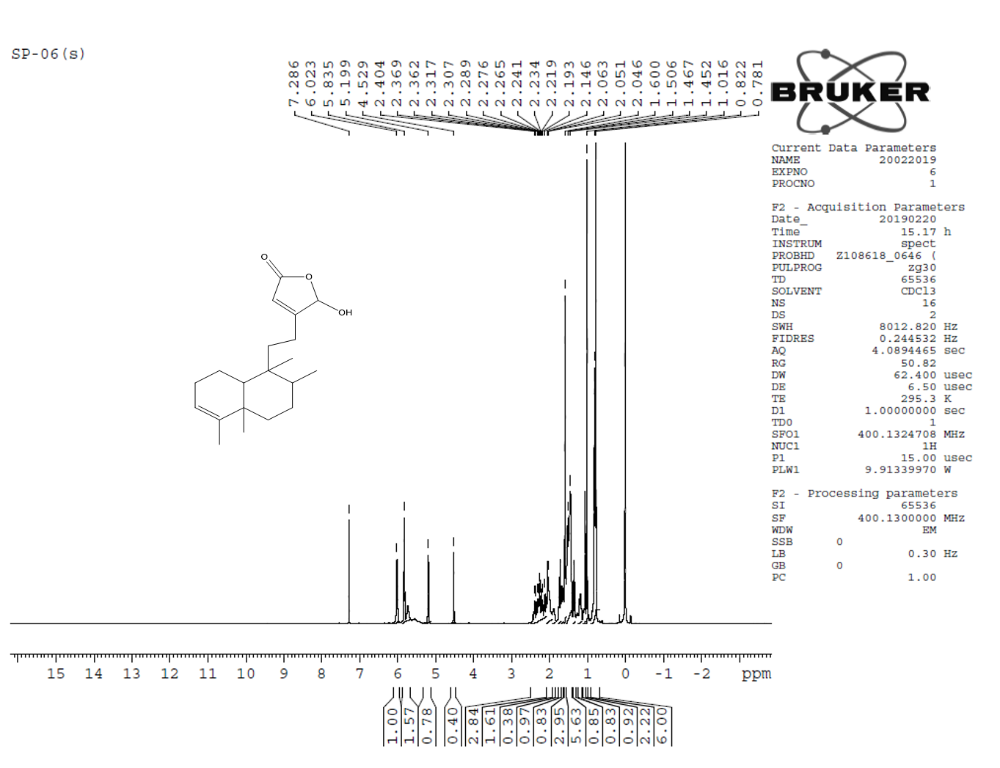 SP-06(s)
7.286
6.023
5.835
5.199
4.529
2.404
2.369
2.362
2.317
2.307
2.289
2.276
2.265
2.241
2.234
2.219
2.193
2.146
2.063
2.051
2.046
1.600
1.506
1.467
1.452
1.016
0.822
0.781
BRUKER
Current Data Parameters
NAME 20022019
EXPNO 6
PROCNO 1
F2 - Acquisition Parameters
Date_ 20190220
Time 15.17 h
INSTRUM spect
PROBHD Z108618_0646 (
PULPROG zg30
TD 65536
SOLVENT CDCl3
NS 16
DS 2
SWH 8012.820 Hz
FIDRES 0.244532 Hz
AQ 4.0894465 sec
RG 50.82
DW 62.400 usec
DE 6.50 usec
TE 295.3 K
D1 1.00000000 sec
TD0 1
SFO1 400.1324708 MHz
NUC1 1H
P1 15.00 usec
PLW1 9.91339970 W
F2 - Processing parameters
SI 65536
SF 400.1300000 MHz
WDW EM
SSB 0
LB 0.30 Hz
GB 0
PC 1.00
O
O
OH
15 14 13 12 11 10 9 8 7 6 5 4 3 2 1 0 -1 -2 ppm
1.00
1.57
0.78
0.40
2.84
1.61
0.38
0.97
0.83
2.95
5.63
0.85
0.83
0.92
2.22
6.00